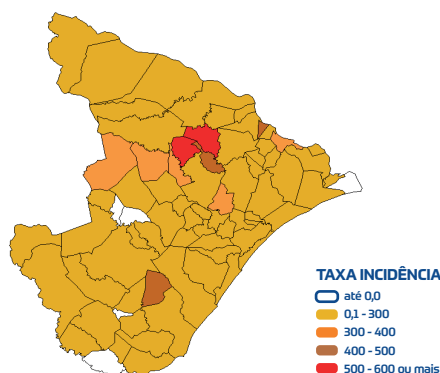 TAXA INCIDÊNCIA
até 0,0
0,1 - 300
300 - 400
400 - 500
500 - 600 ou mais